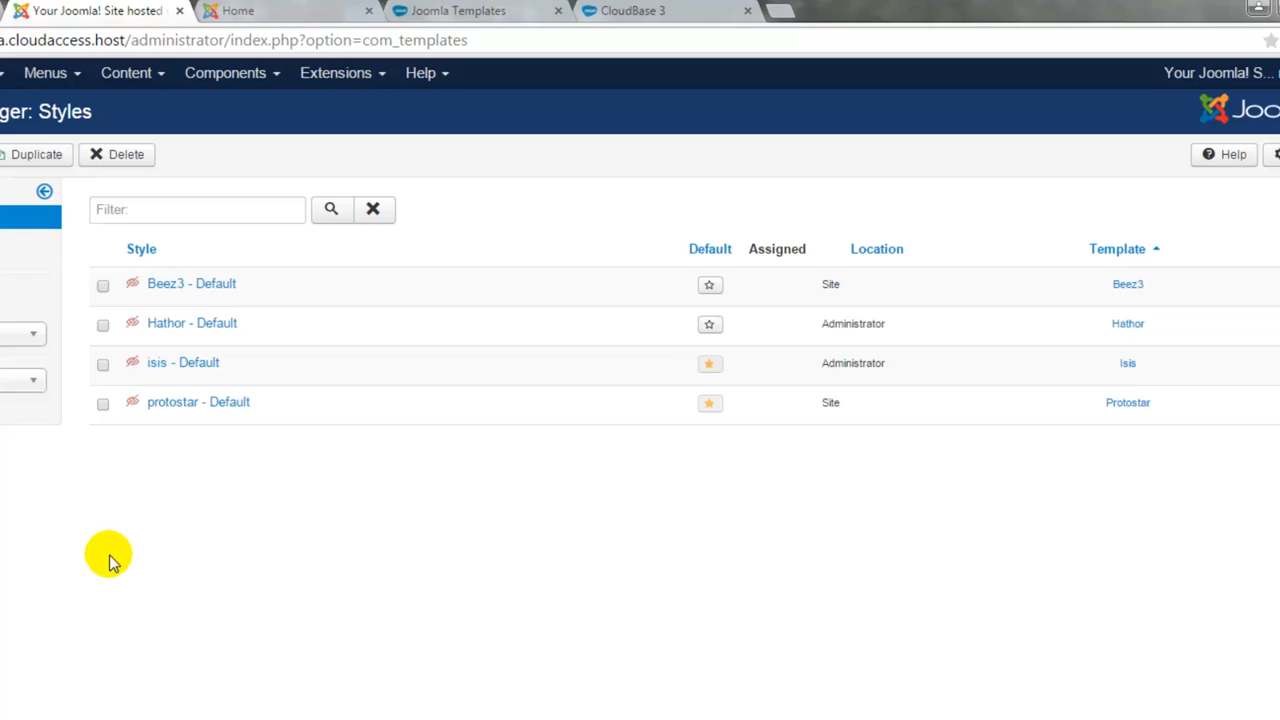 Your Joomla! Site hosted
Home
Joomla Templates
CloudBase 3
a.cloudaccess.host/administrator/index.php?option=com_templates
Menus Content Components Extensions Help Your Joomla! S...
ger: Styles
Joo
Duplicate Delete Help
Filter:
Style Default Assigned Location Template
Beez3 - Default Site Beez3
Hathor - Default Administrator Hathor
isis - Default Administrator Isis
protostar - Default Site Protostar